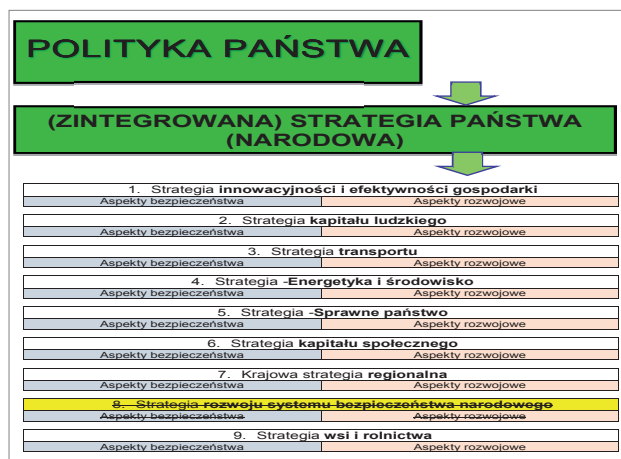 POLITYKA PAŃSTWA
(ZINTEGROWANA) STRATEGIA PAŃSTWA
(NARODOWA)
1. Strategia innowacyjności i efektywności gospodarki
Aspekty bezpieczeństwa Aspekty rozwojowe
2. Strategia kapitału ludzkiego
Aspekty bezpieczeństwa Aspekty rozwojowe
3. Strategia transportu
Aspekty bezpieczeństwa Aspekty rozwojowe
4. Strategia -Energetyka i środowisko
Aspekty bezpieczeństwa Aspekty rozwojowe
5. Strategia -Sprawne państwo
Aspekty bezpieczeństwa Aspekty rozwojowe
6. Strategia kapitału społecznego
Aspekty bezpieczeństwa Aspekty rozwojowe
7. Krajowa strategia regionalna
Aspekty bezpieczeństwa Aspekty rozwojowe
8. Strategia rozwoju systemu bezpieczeństwa narodowego
Aspekty bezpieczeństwa Aspekty rozwojowe
9. Strategia wsi i rolnictwa
Aspekty bezpieczeństwa Aspekty rozwojowe